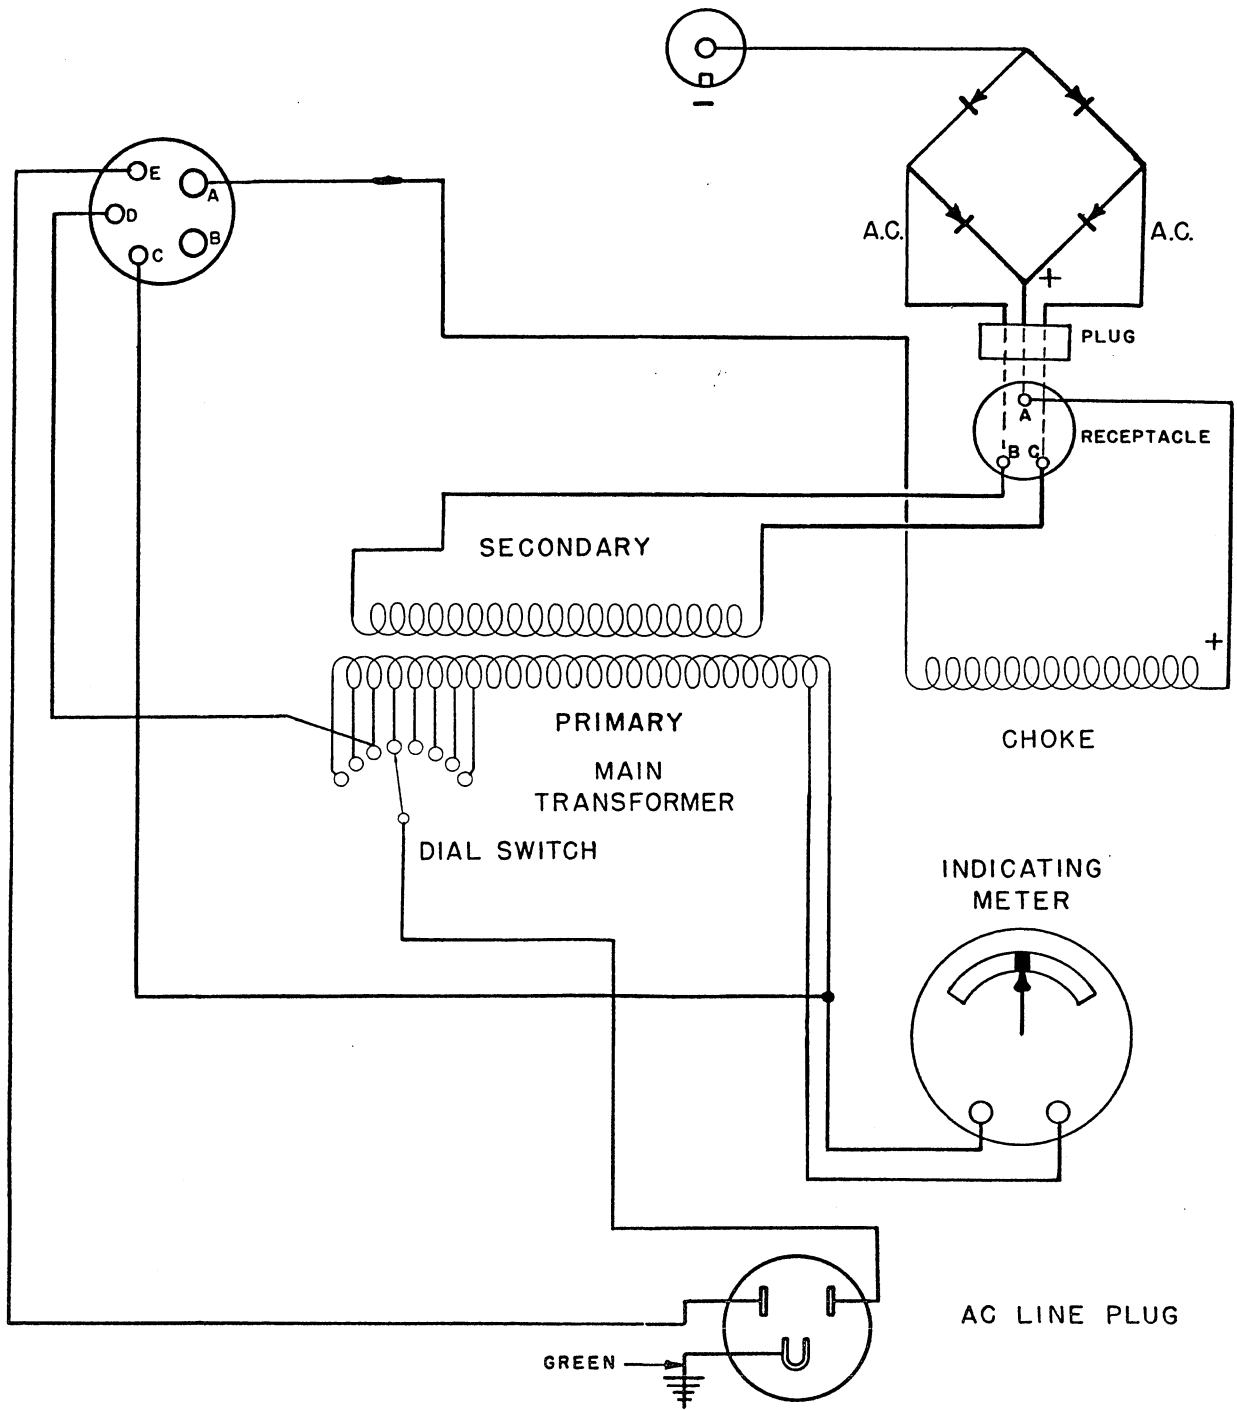 −
E
A
D
B
C
A.C.
A.C.
+
PLUG
A
RECEPTACLE
B C
SECONDARY
+
PRIMARY
CHOKE
MAIN
TRANSFORMER
DIAL SWITCH
INDICATING
METER
AC LINE PLUG
GREEN